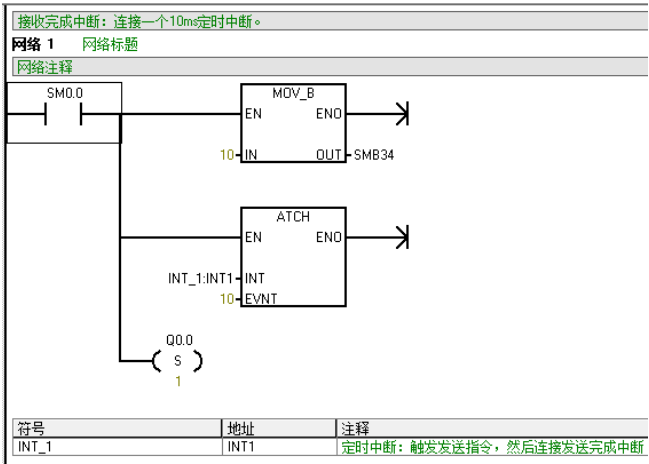 接收完成中断：连接一个10ms定时中断。
网络 1 网络标题
网络注释
SM0.0
MOV_B
EN ENO
10 IN OUT SMB34
ATCH
EN ENO
INT_1:INT1 INT
10 EVNT
Q0.0
S
1
符号 地址 注释
INT_1 INT1 定时中断：触发发送指令，然后连接发送完成中断